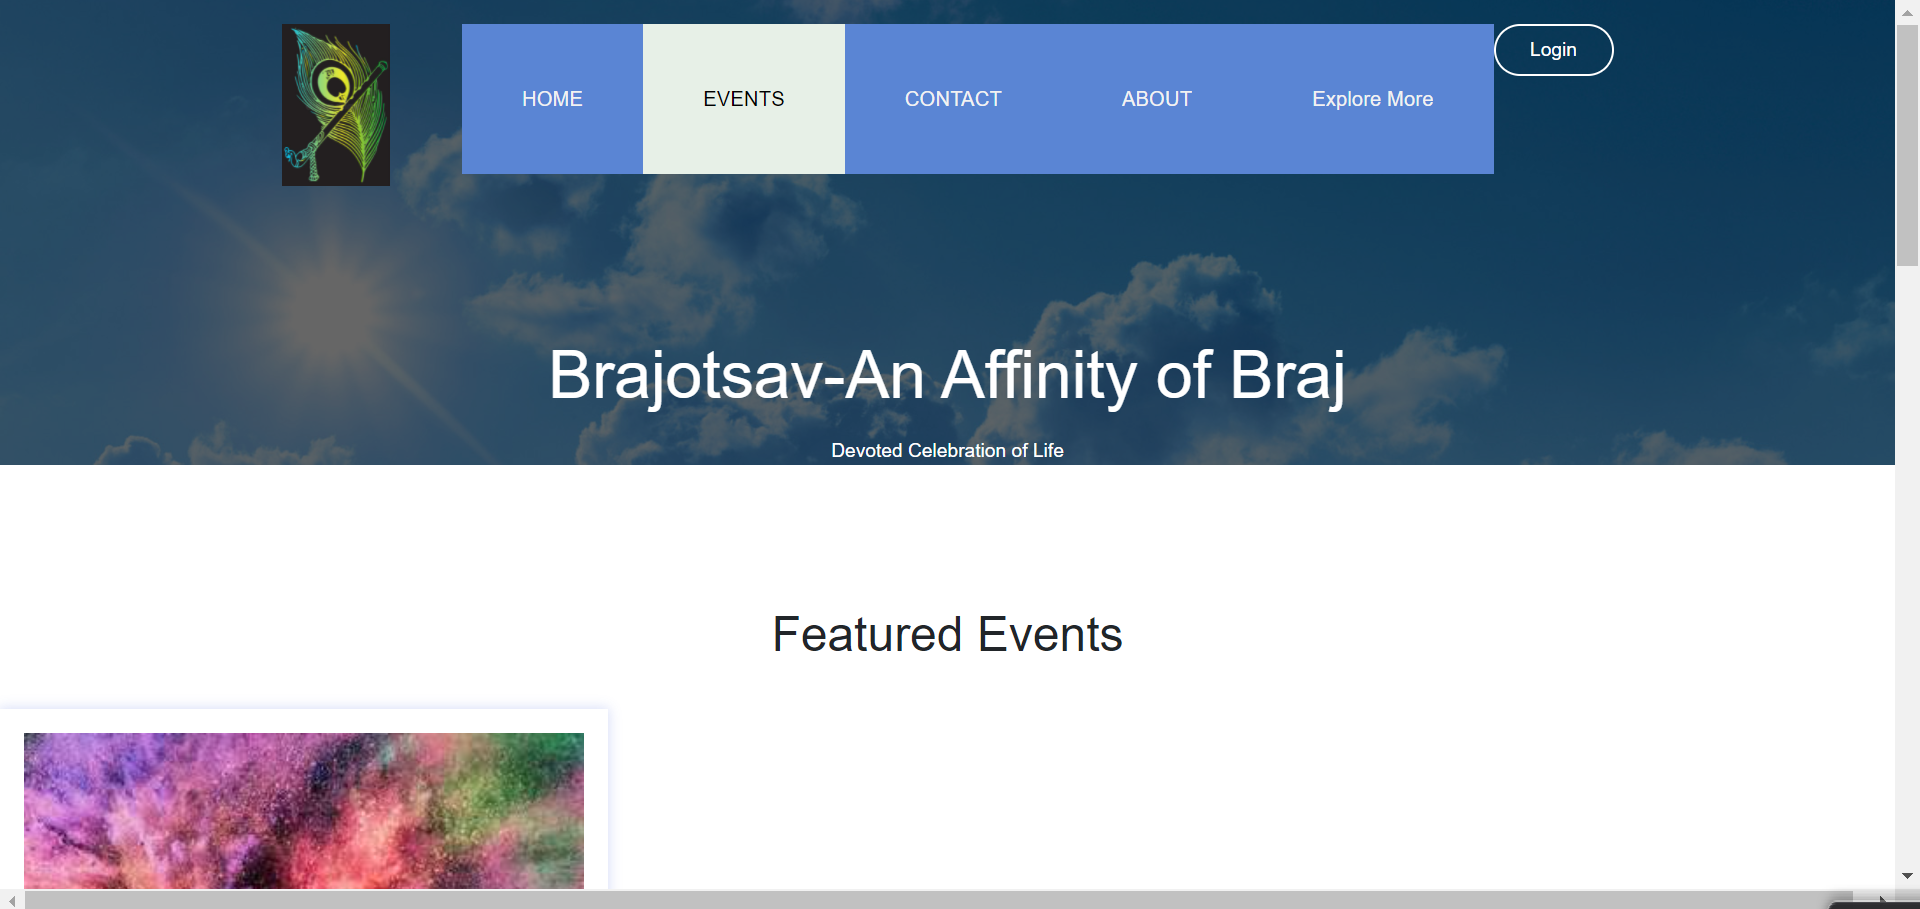 HOME EVENTS CONTACT ABOUT Explore More Login
Brajotsav-An Affinity of Braj
Devoted Celebration of Life
Featured Events